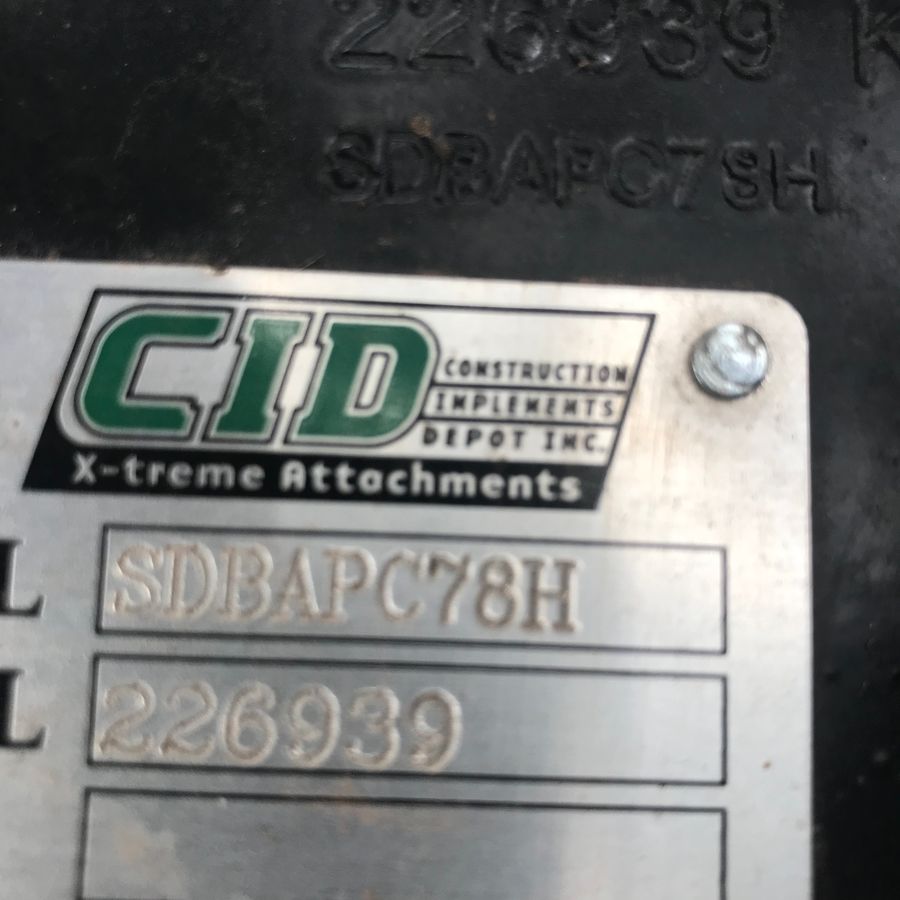 226939 K
SDBAPC78H
CID
CONSTRUCTION
IMPLEMENTS
DEPOT INC.
X-treme Attachments
L SDBAPC78H
L 226939